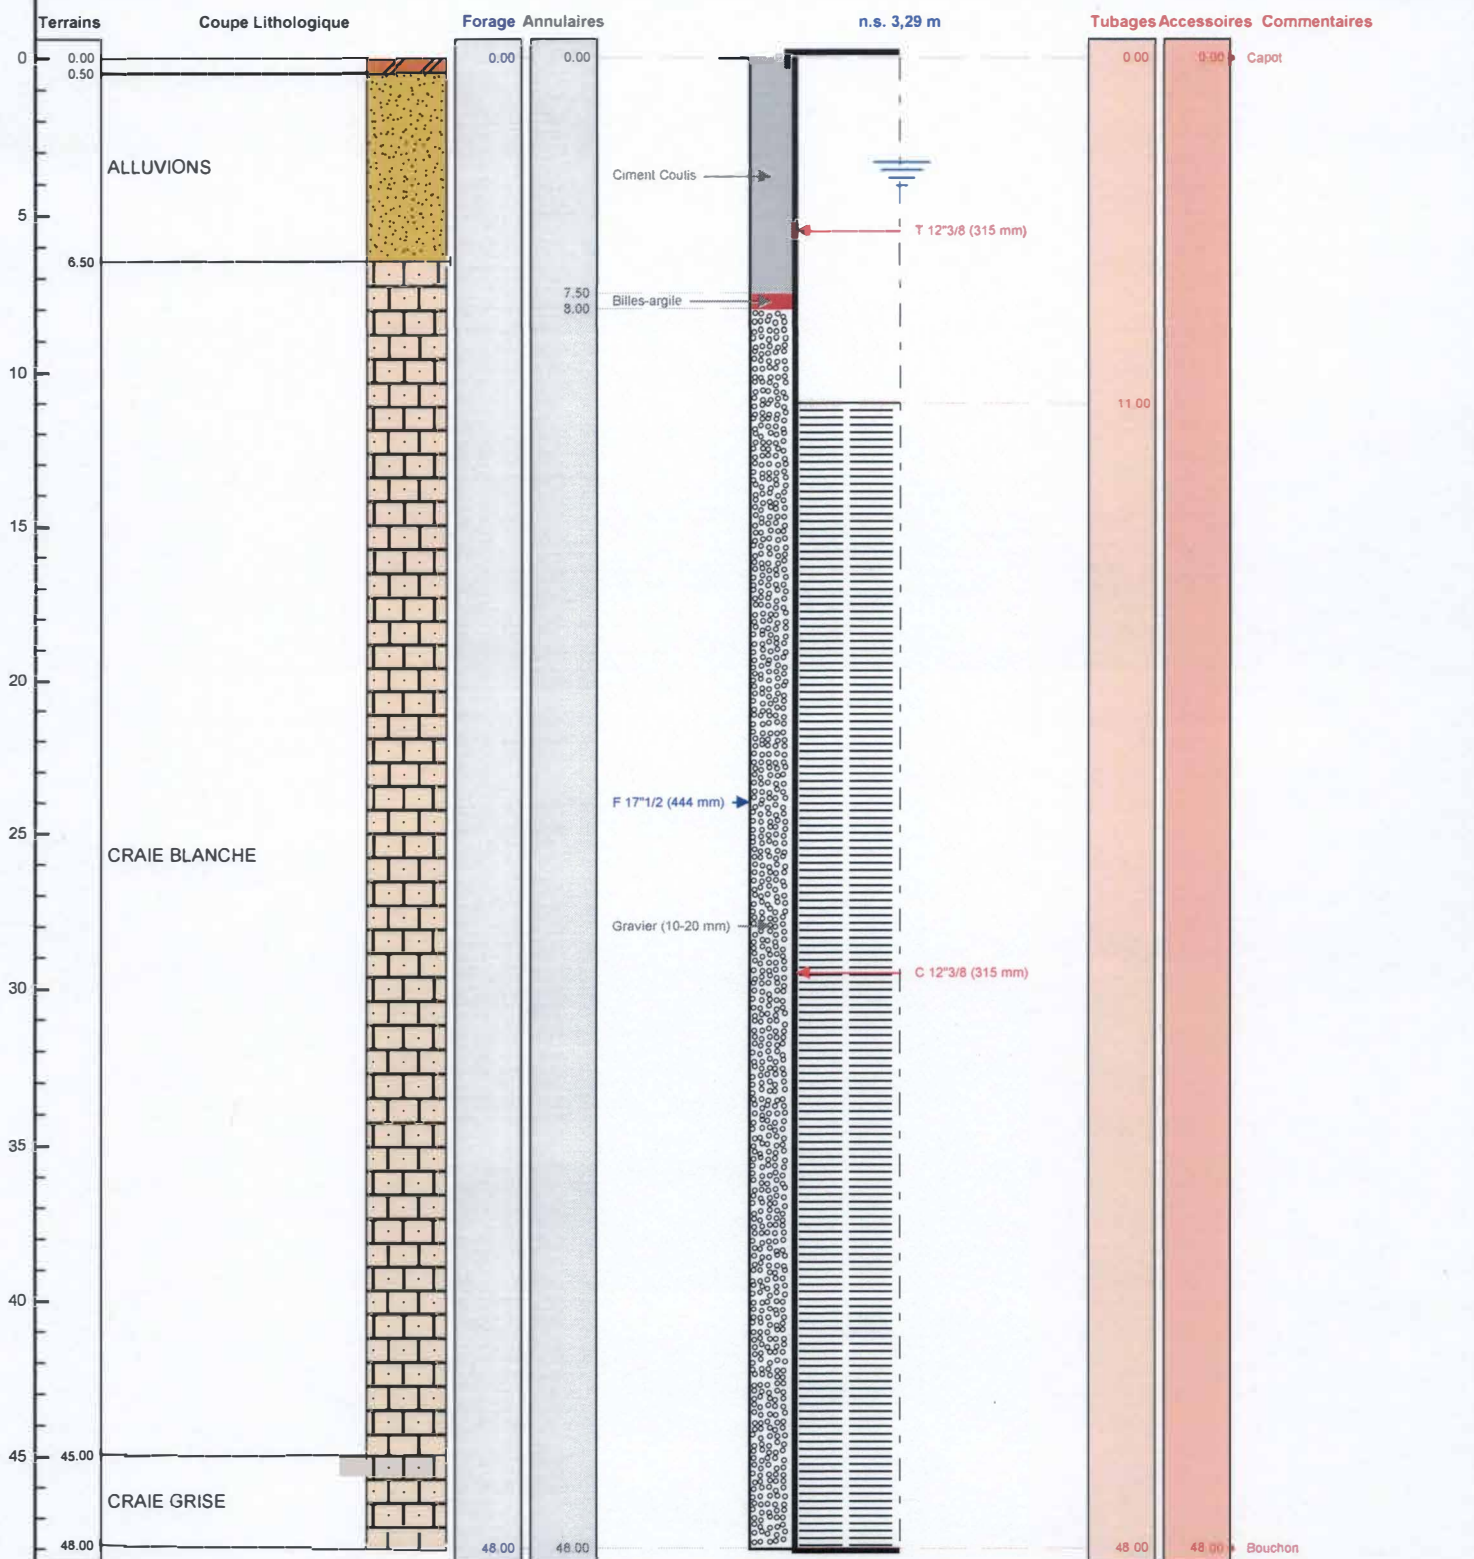 Terrains Coupe Lithologique Forage Annulaires n.s. 3,29 m Tubages Accessoires Commentaires
0 0.00 0.00 0.00 0 00 0.00 Capot
0.50
ALLUVIONS
Ciment Coulis
5
T 12"3/8 (315 mm)
6.50
7.50
Billes-argile
8.00
10
11 00
15
20
F 17"1/2 (444 mm)
25
CRAIE BLANCHE
Gravier (10-20 mm)
C 12"3/8 (315 mm)
30
35
40
45 45.00
CRAIE GRISE
48.00 48.00 48.00 48 00 48 00 Bouchon